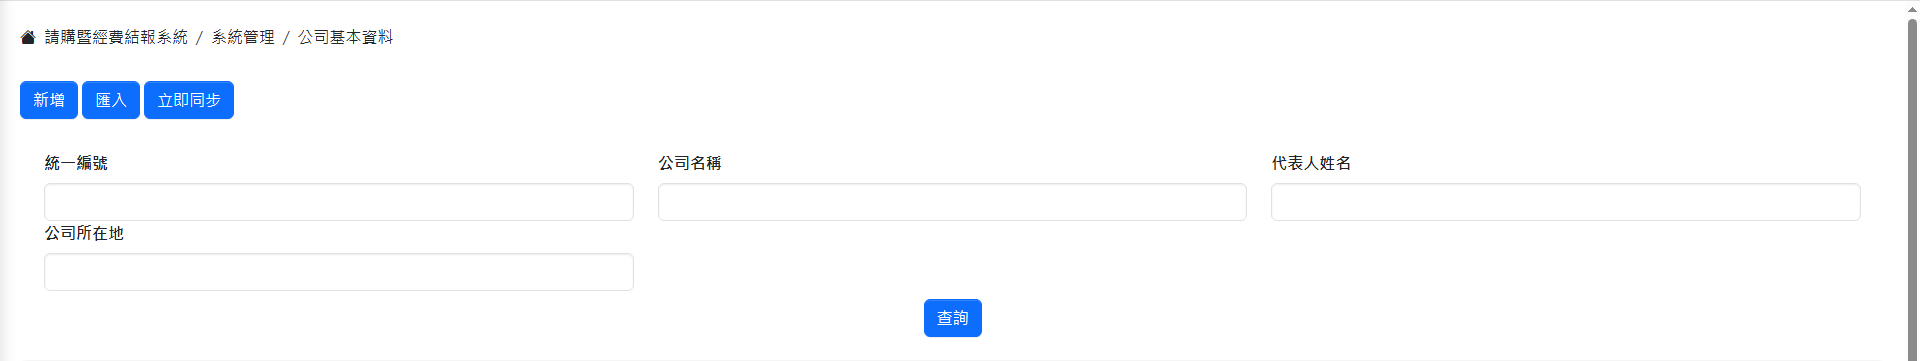 請購暨經費結報系統 / 系統管理 / 公司基本資料
新增 匯入 立即同步
統一編號 公司名稱 代表人姓名
公司所在地
查詢